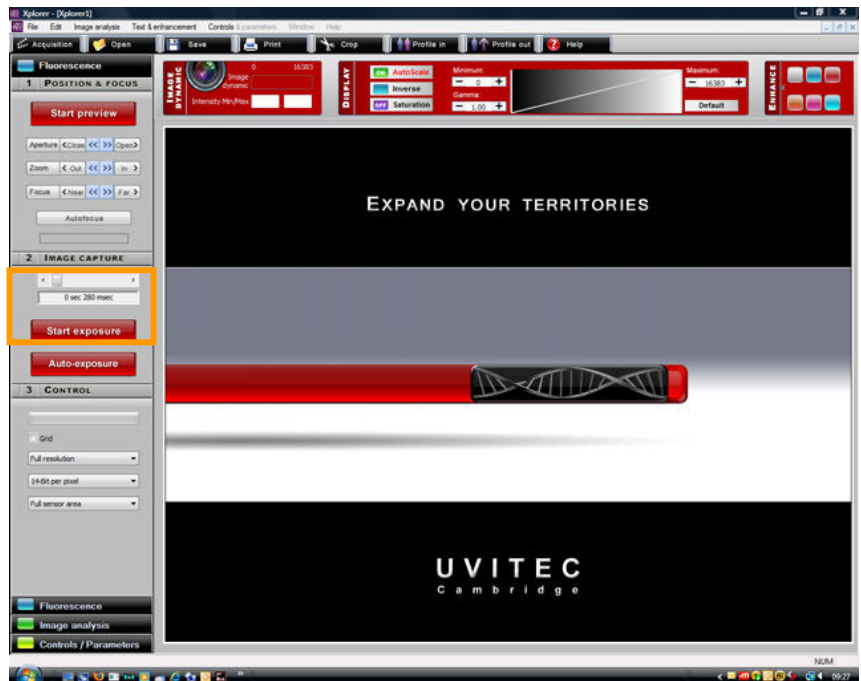 Xplorer - [Xplorer1]
File Edit Image analysis Text & enhancement Controls & parameters Window Help
Acquisition Open Save Print Crop Profile in Profile out Help
Fluorescence
1 POSITION & FOCUS
Start preview
Aperture <Close << >> Open>
Zoom < Out << >> In >
Focus <Near << >> Far >
Autofocus
2 IMAGE CAPTURE
0 sec 280 msec
Start exposure
Auto-exposure
3 CONTROL
Grid
Full resolution
14-Bit per pixel
Full sensor area
Fluorescence
Image analysis
Controls / Parameters
IMAGE DYNAMIC
0 16383
Image dynamic
Intensity Min/Max
DISPLAY
ON AutoScale
Inverse
OFF Saturation
Minimum:
- 0 +
Gamma:
- 1.00 +
Maximum:
- 16383 +
Default
ENHANCE
EXPAND YOUR TERRITORIES
UVITEC
Cambridge
NUM
09:27